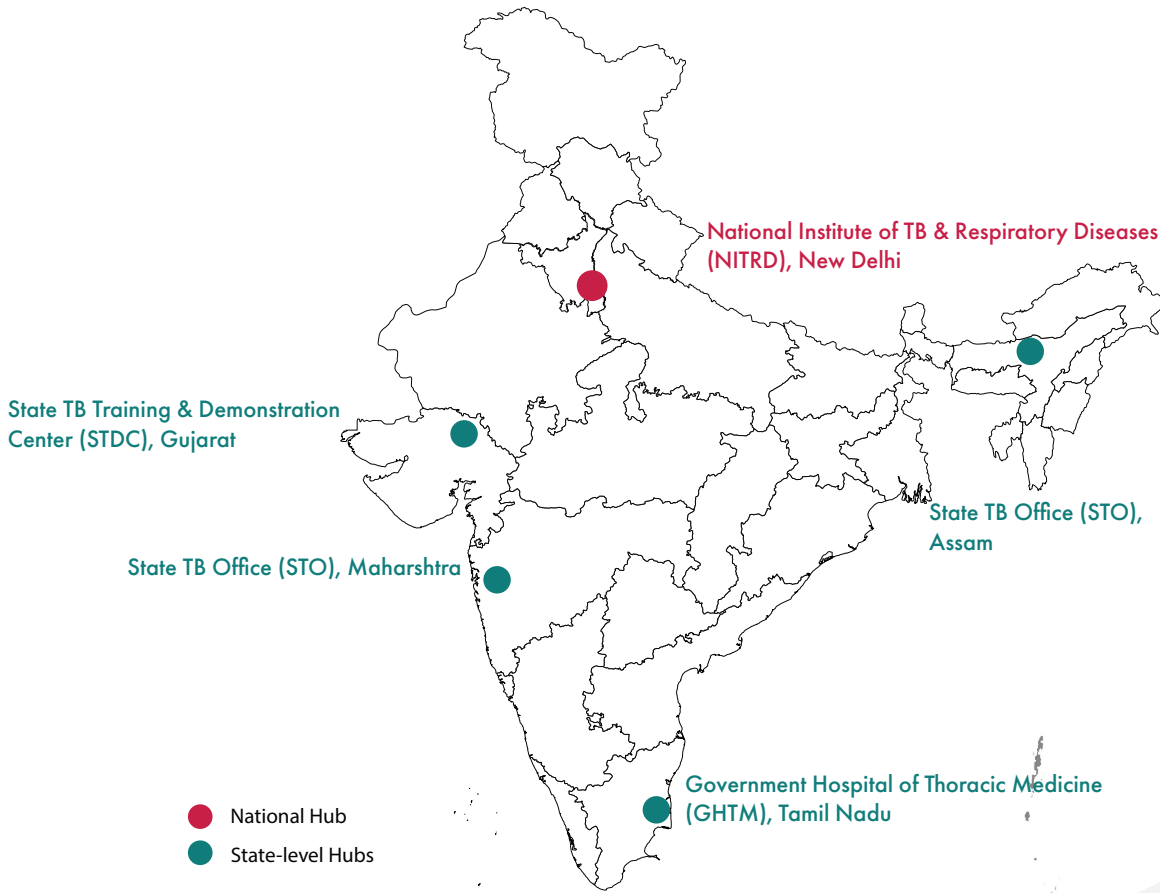 National Institute of TB & Respiratory Diseases
(NITRD), New Delhi
State TB Training & Demonstration
Center (STDC), Gujarat
State TB Office (STO),
Assam
State TB Office (STO), Maharshtra
Government Hospital of Thoracic Medicine
(GHTM), Tamil Nadu
National Hub
State-level Hubs